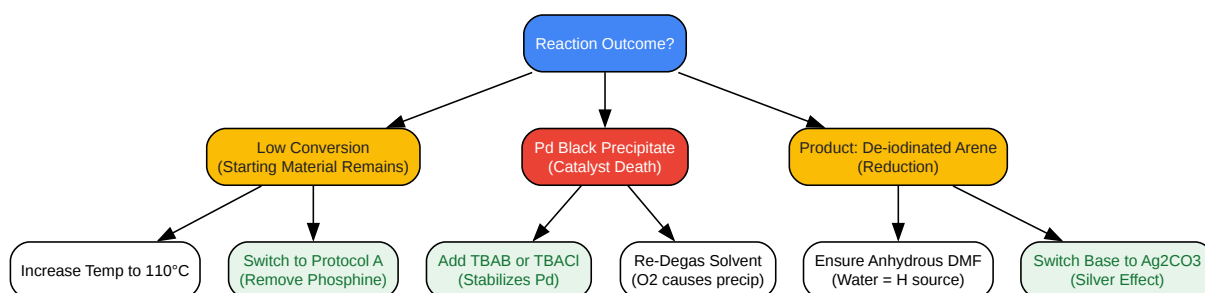 Reaction Outcome?
Low Conversion
(Starting Material Remains)
Pd Black Precipitate
(Catalyst Death)
Product: De-iodinated Arene
(Reduction)
Increase Temp to 110°C
Switch to Protocol A
(Remove Phosphine)
Add TBAB or TBACl
(Stabilizes Pd)
Re-Degas Solvent
(O2 causes precip)
Ensure Anhydrous DMF
(Water = H source)
Switch Base to Ag2CO3
(Silver Effect)